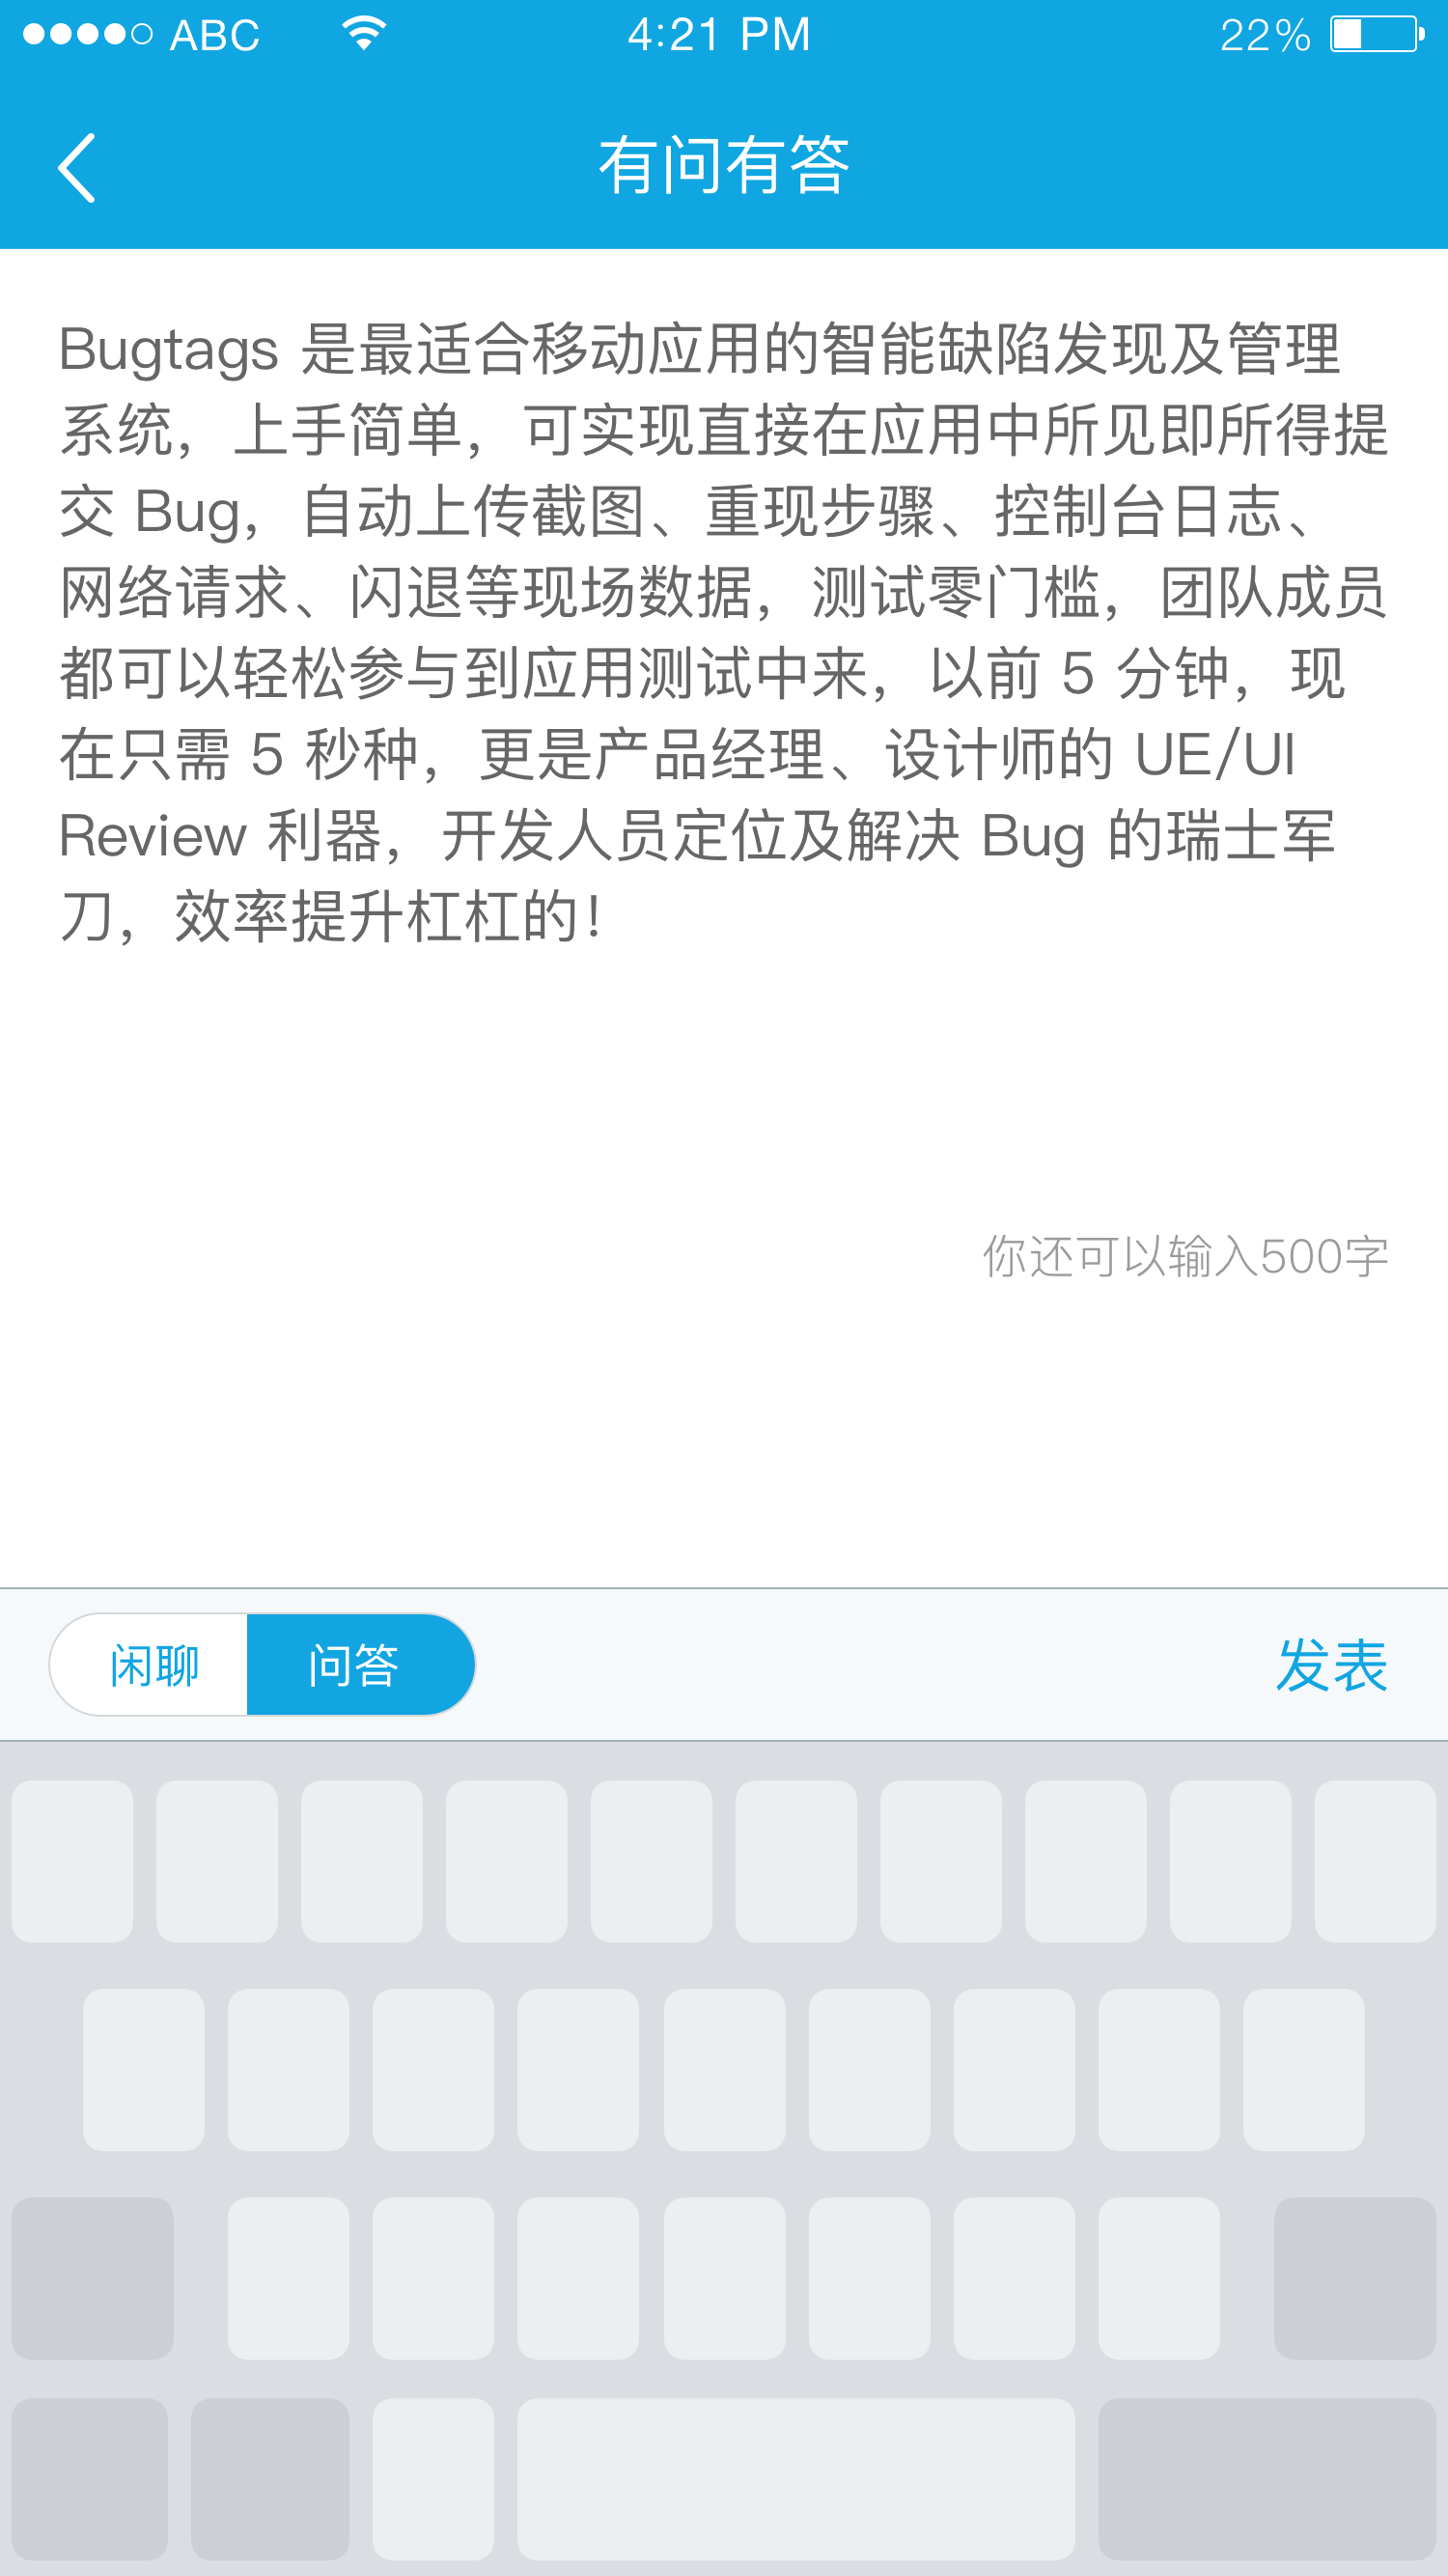 ABC 4:21 PM 22%
有问有答
Bugtags 是最适合移动应用的智能缺陷发现及管理
系统，上手简单，可实现直接在应用中所见即所得提
交 Bug，自动上传截图、重现步骤、控制台日志、
网络请求、闪退等现场数据，测试零门槛，团队成员
都可以轻松参与到应用测试中来，以前 5 分钟，现
在只需 5 秒种，更是产品经理、设计师的 UE/UI
Review 利器，开发人员定位及解决 Bug 的瑞士军
刀，效率提升杠杠的！
你还可以输入500字
闲聊 问答 发表